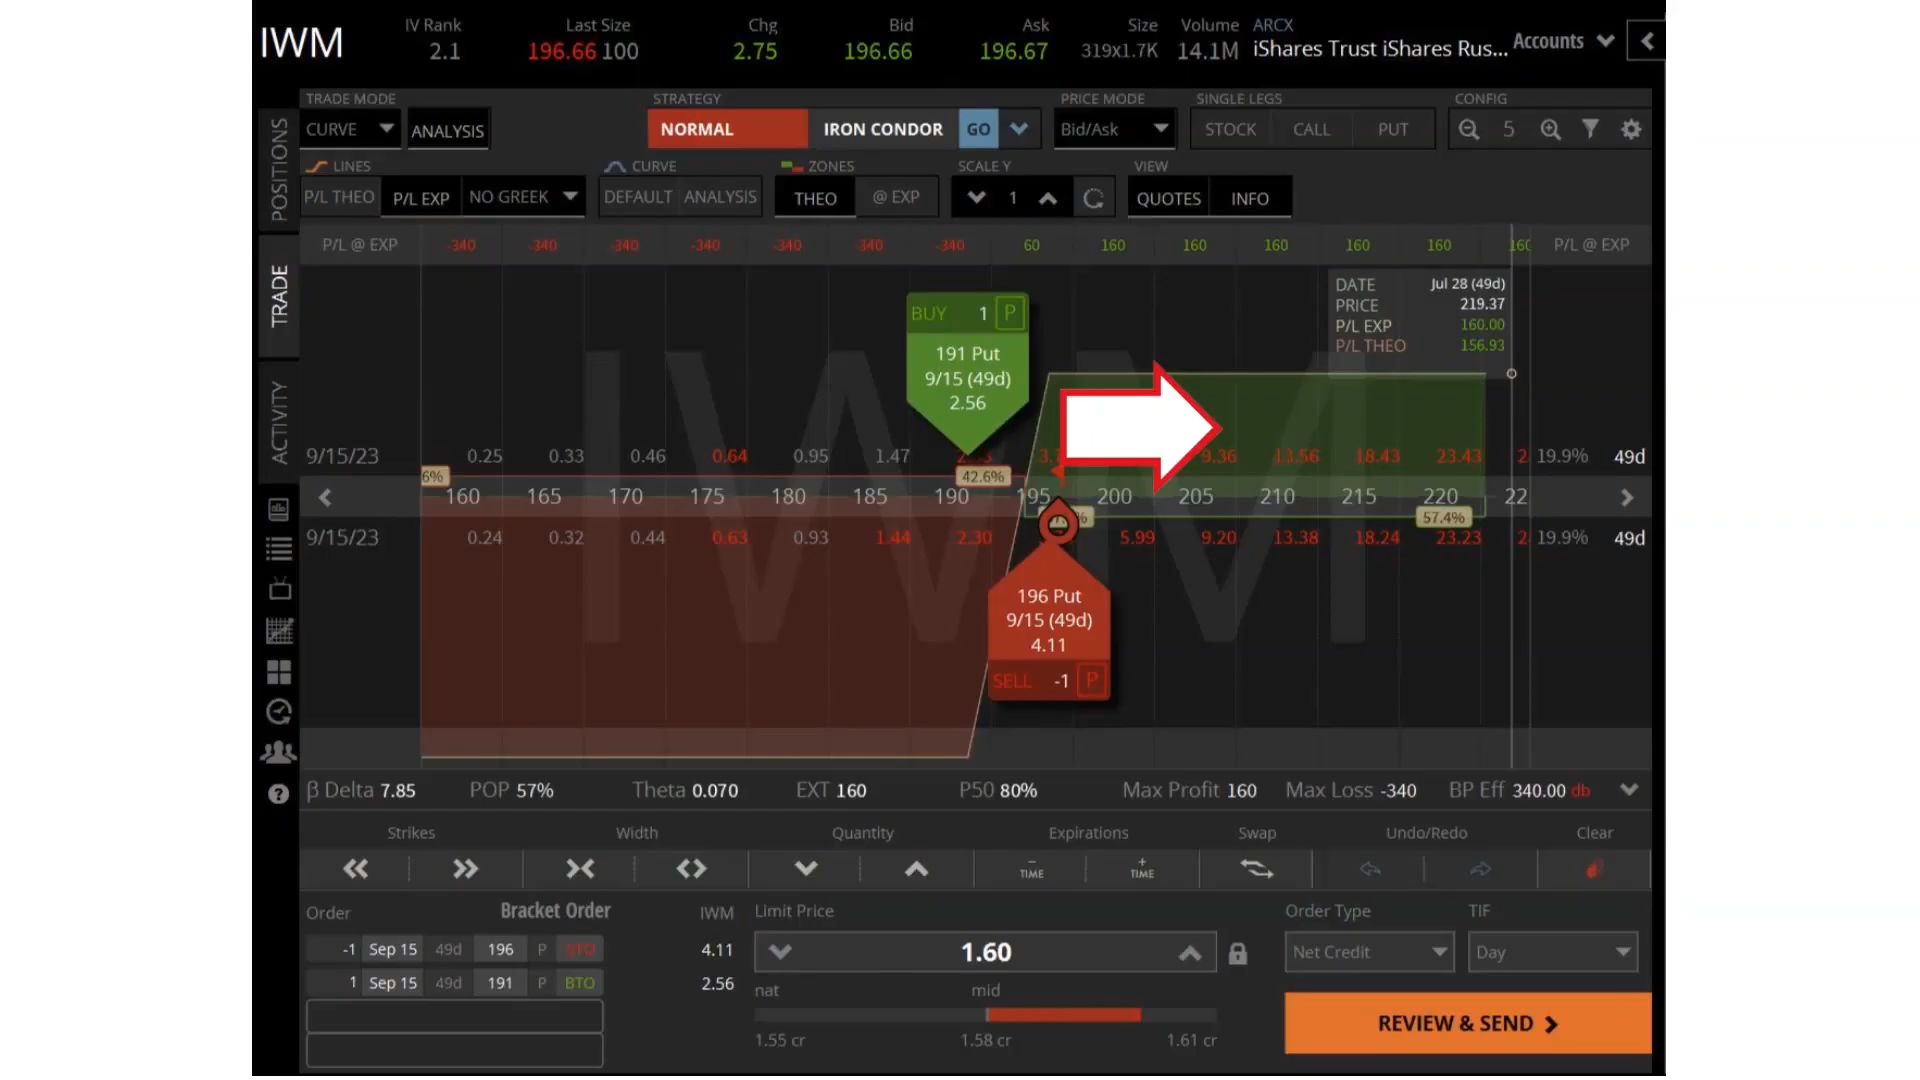 IWM
IV Rank
2.1
Last Size
196.66 100
Chg
2.75
Bid
196.66
Ask
196.67
Size
319x1.7K
Volume
14.1M
ARCX
iShares Trust iShares Rus...
Accounts
TRADE MODE
CURVE
ANALYSIS
STRATEGY
NORMAL
IRON CONDOR
GO
PRICE MODE
Bid/Ask
SINGLE LEGS
STOCK
CALL
PUT
CONFIG
5
POSITIONS
TRADE
ACTIVITY
LINES
P/L THEO
P/L EXP
NO GREEK
CURVE
DEFAULT
ANALYSIS
ZONES
THEO
@ EXP
SCALE Y
1
VIEW
QUOTES
INFO
P/L @ EXP -340 -340 -340 -340 -340 -340 -340 60 160 160 160 160 160 160 P/L @ EXP
DATE Jul 28 (49d)
PRICE 219.37
P/L EXP 160.00
P/L THEO 156.93
BUY 1 P
191 Put
9/15 (49d)
2.56
IWM
9/15/23 0.25 0.33 0.46 0.64 0.95 1.47 9.36 13.56 18.43 23.43 19.9% 49d
6% 42.6%
160 165 170 175 180 185 190 195 200 205 210 215 220 22
57.4%
9/15/23 0.24 0.32 0.44 0.63 0.93 1.44 2.30 5.99 9.20 13.38 18.24 23.23 19.9% 49d
196 Put
9/15 (49d)
4.11
SELL -1 P
β Delta 7.85 POP 57% Theta 0.070 EXT 160 P50 80% Max Profit 160 Max Loss -340 BP Eff 340.00 db
Strikes Width Quantity Expirations Swap Undo/Redo Clear
− TIME + TIME
Order Bracket Order IWM
-1 Sep 15 49d 196 P STO 4.11
1 Sep 15 49d 191 P BTO 2.56
Limit Price
1.60
nat mid
1.55 cr 1.58 cr 1.61 cr
Order Type
Net Credit
TIF
Day
REVIEW & SEND